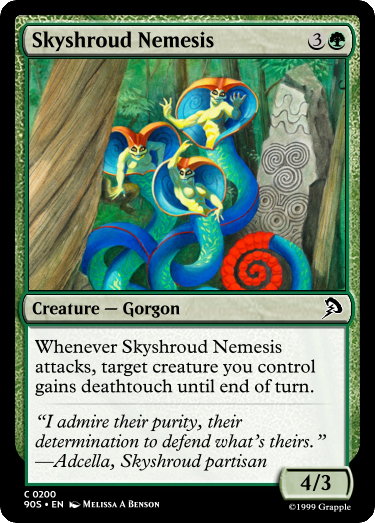 Skyshroud Nemesis 3
Creature — Gorgon
Whenever Skyshroud Nemesis
attacks, target creature you control
gains deathtouch until end of turn.
“I admire their purity, their
determination to defend what’s theirs.”
—Adcella, Skyshroud partisan
4/3
C 0200
90S • EN MELISSA A BENSON
©1999 Grapple